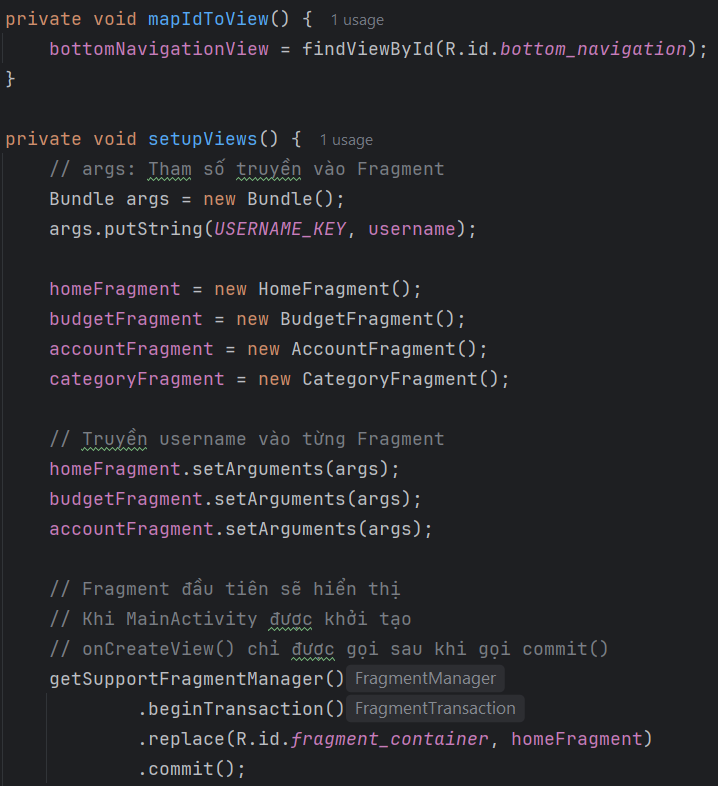 private void mapIdToView() { 1 usage
    bottomNavigationView = findViewById(R.id.bottom_navigation);
}

private void setupViews() { 1 usage
    // args: Tham số truyền vào Fragment
    Bundle args = new Bundle();
    args.putString(USERNAME_KEY, username);

    homeFragment = new HomeFragment();
    budgetFragment = new BudgetFragment();
    accountFragment = new AccountFragment();
    categoryFragment = new CategoryFragment();

    // Truyền username vào từng Fragment
    homeFragment.setArguments(args);
    budgetFragment.setArguments(args);
    accountFragment.setArguments(args);

    // Fragment đầu tiên sẽ hiển thị
    // Khi MainActivity được khởi tạo
    // onCreateView() chỉ được gọi sau khi gọi commit()
    getSupportFragmentManager() FragmentManager
            .beginTransaction() FragmentTransaction
            .replace(R.id.fragment_container, homeFragment)
            .commit();